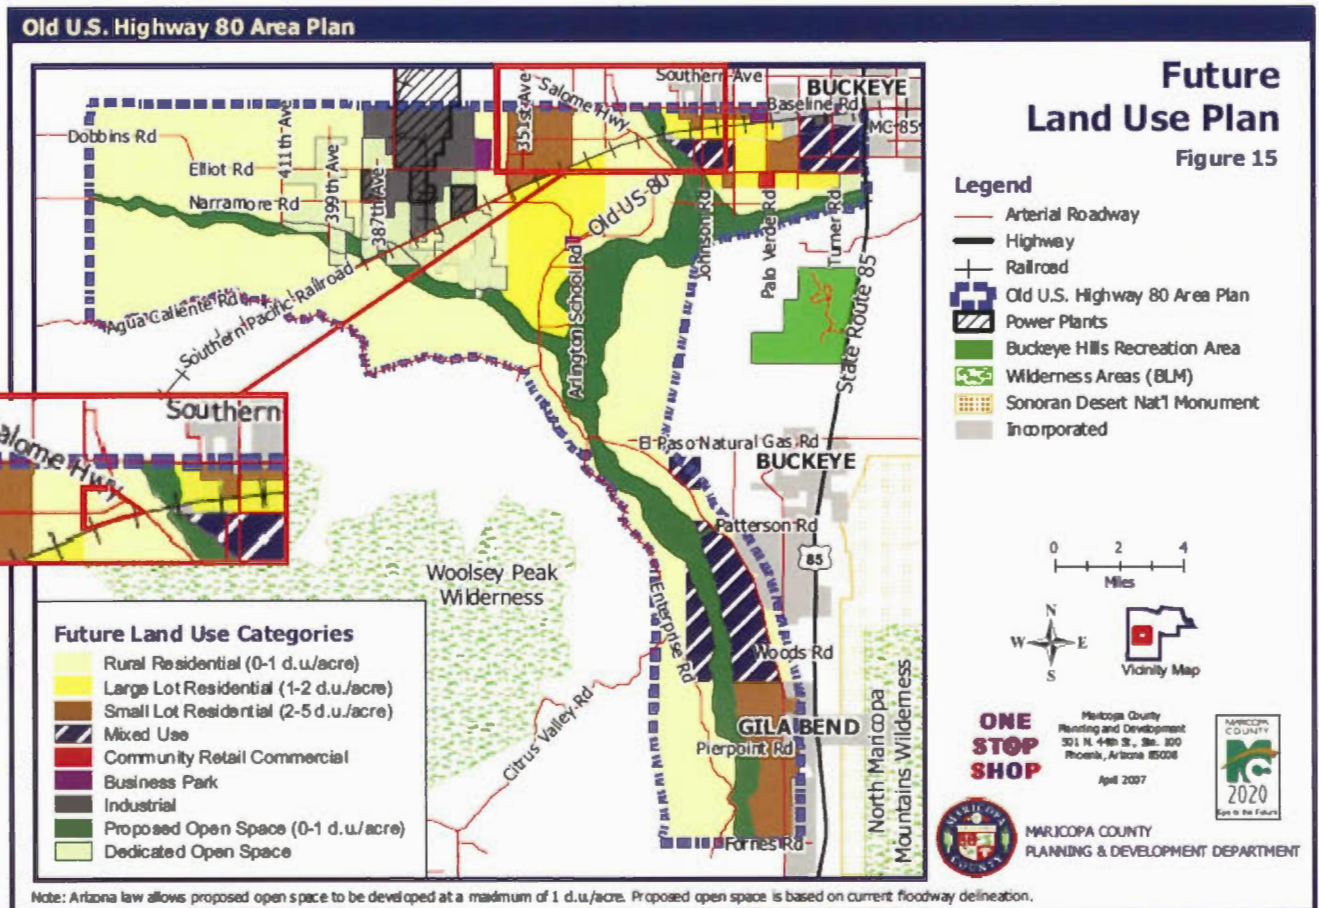 Old U.S. Highway 80 Area Plan
Future
Land Use Plan
Figure 15
Legend
Arterial Roadway
Highway
Railroad
Old U.S. Highway 80 Area Plan
Power Plants
Buckeye Hills Recreation Area
Wilderness Areas (BLM)
Sonoran Desert Nat'l Monument
Incorporated
Southern Ave
BUCKEYE
Salome Hwy
351st Ave
Baseline Rd
MC 85
Dobbins Rd
411th Ave
Elliot Rd
399th Ave
387th Ave
Narramore Rd
Old US 80
Johnson Rd
Palo Verde Rd
Turner Rd
State Route 85
Agua Caliente Rd
Southern Pacific Railroad
Arlington School Rd
El Paso Natural Gas Rd
BUCKEYE
Southern
alome Hwy
Patterson Rd
85
Woolsey Peak
Wilderness
Enterprise Rd
Woods Rd
GILA BEND
Pierpoint Rd
Citrus Valley Rd
North Maricopa
Mountains Wilderness
Fornes Rd
Future Land Use Categories
Rural Residential (0-1 d.u./acre)
Large Lot Residential (1-2 d.u./acre)
Small Lot Residential (2-5 d.u./acre)
Mixed Use
Community Retail Commercial
Business Park
Industrial
Proposed Open Space (0-1 d.u./acre)
Dedicated Open Space
0 2 4
Miles
N
W E
S
Vicinity Map
ONE
STOP
SHOP
Maricopa County
Planning and Development
501 N. 44th St., Ste. 200
Phoenix, Arizona 85008
April 2007
MARICOPA
COUNTY
2020
Eye to the Future
MARICOPA
COUNTY
MARICOPA COUNTY
PLANNING & DEVELOPMENT DEPARTMENT
Note: Arizona law allows proposed open space to be developed at a maximum of 1 d.u./acre. Proposed open space is based on current floodway delineation.